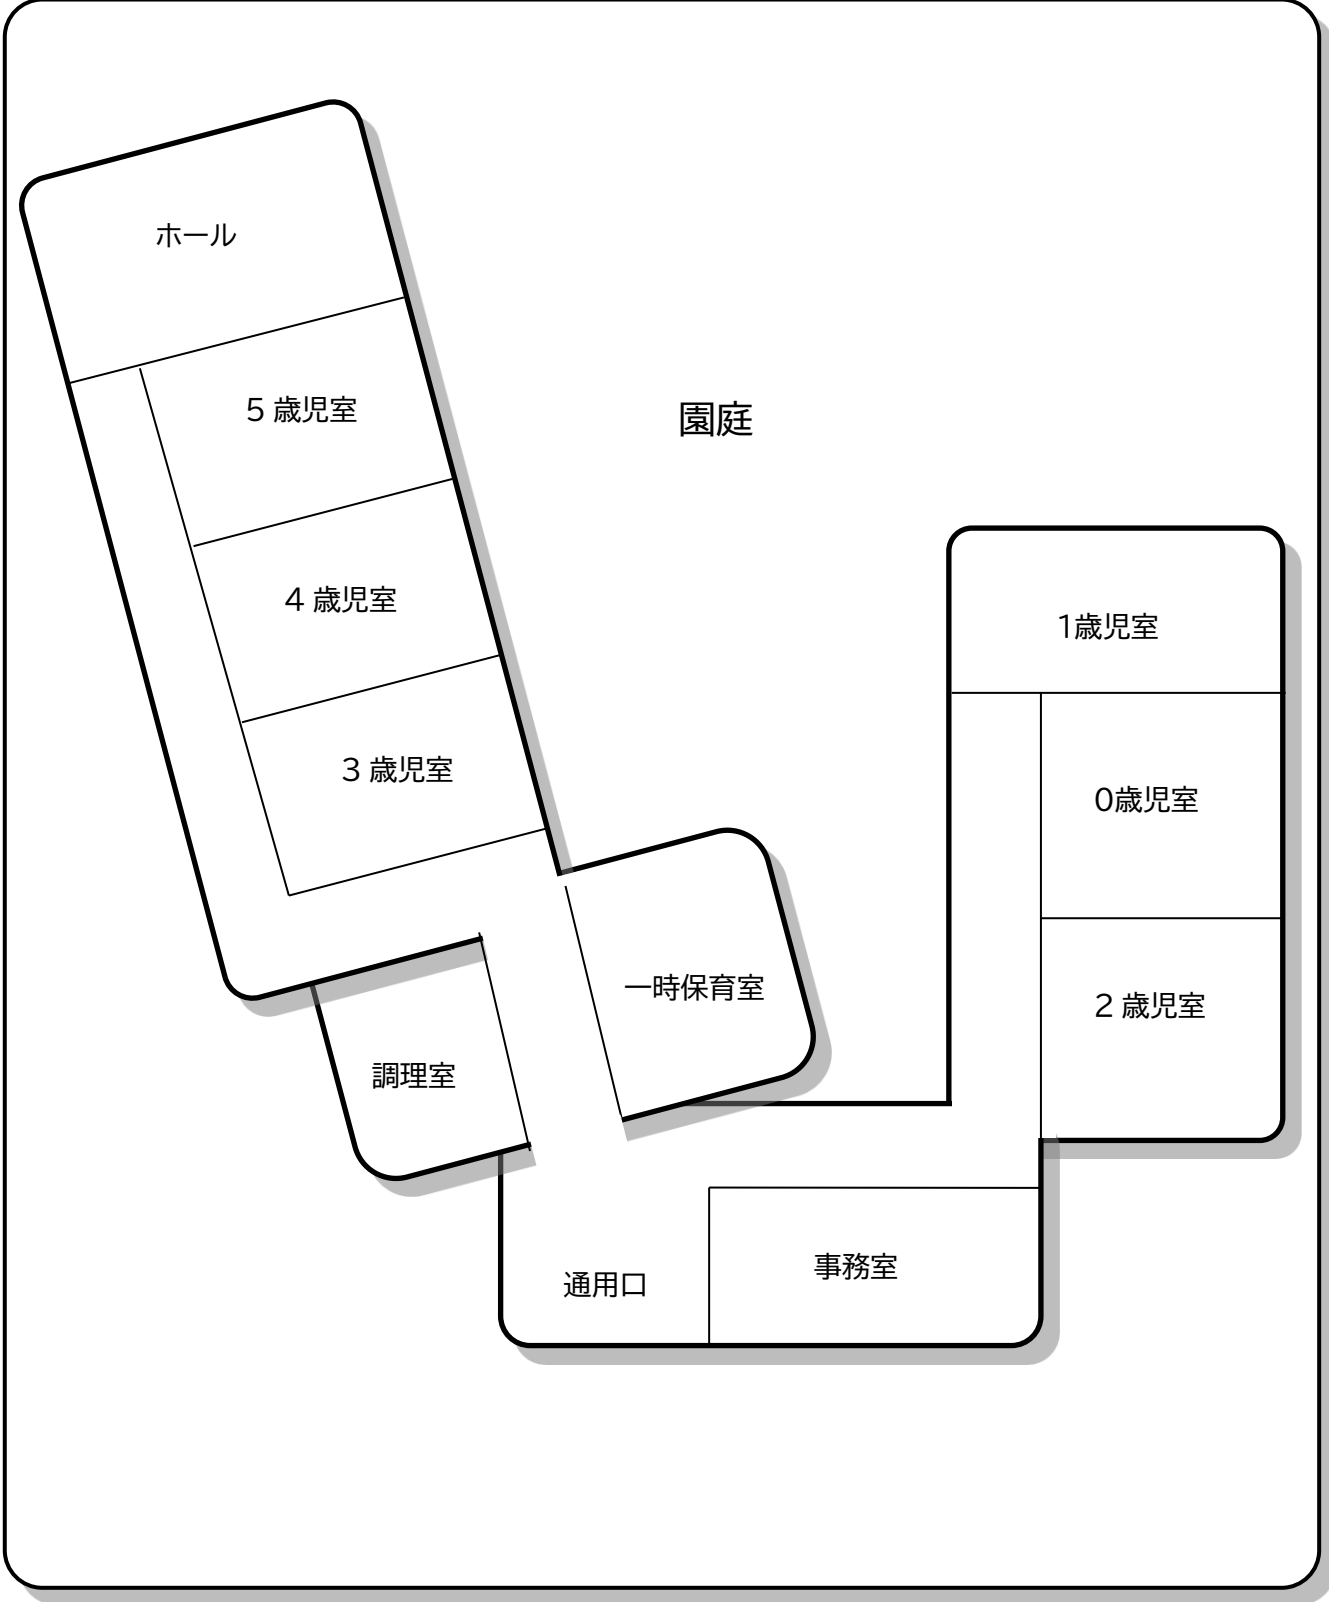 ホール
５歳児室
園庭
４歳児室
1歳児室
３歳児室
0歳児室
一時保育室
２歳児室
調理室
事務室
通用口